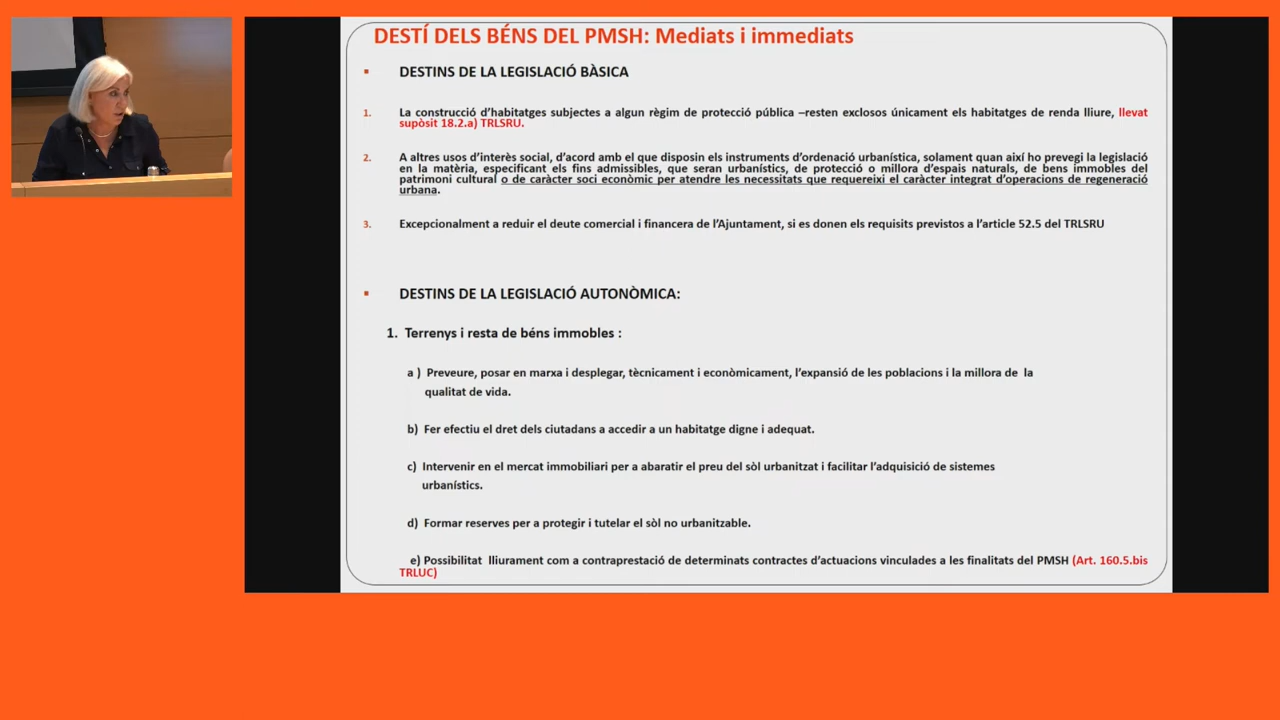 DESTÍ DELS BÉNS DEL PMSH: Mediats i immediats
▪ DESTINS DE LA LEGISLACIÓ BÀSICA
1. La construcció d'habitatges subjectes a algun règim de protecció pública –resten exclosos únicament els habitatges de renda lliure, llevat
supòsit 18.2.a) TRLSRU.
2. A altres usos d'interès social, d'acord amb el que disposin els instruments d'ordenació urbanística, solament quan així ho prevegi la legislació
en la matèria, especificant els fins admissibles, que seran urbanístics, de protecció o millora d'espais naturals, de bens immobles del
patrimoni cultural o de caràcter soci econòmic per atendre les necessitats que requereixi el caràcter integrat d'operacions de regeneració
urbana.
3. Excepcionalment a reduir el deute comercial i financera de l'Ajuntament, si es donen els requisits previstos a l'article 52.5 del TRLSRU
▪ DESTINS DE LA LEGISLACIÓ AUTONÒMICA:
1. Terrenys i resta de béns immobles :
a ) Preveure, posar en marxa i desplegar, tècnicament i econòmicament, l'expansió de les poblacions i la millora de la
qualitat de vida.
b) Fer efectiu el dret dels ciutadans a accedir a un habitatge digne i adequat.
c) Intervenir en el mercat immobiliari per a abaratir el preu del sòl urbanitzat i facilitar l'adquisició de sistemes
urbanístics.
d) Formar reserves per a protegir i tutelar el sòl no urbanitzable.
e) Possibilitat lliurament com a contraprestació de determinats contractes d'actuacions vinculades a les finalitats del PMSH (Art. 160.5.bis
TRLUC)